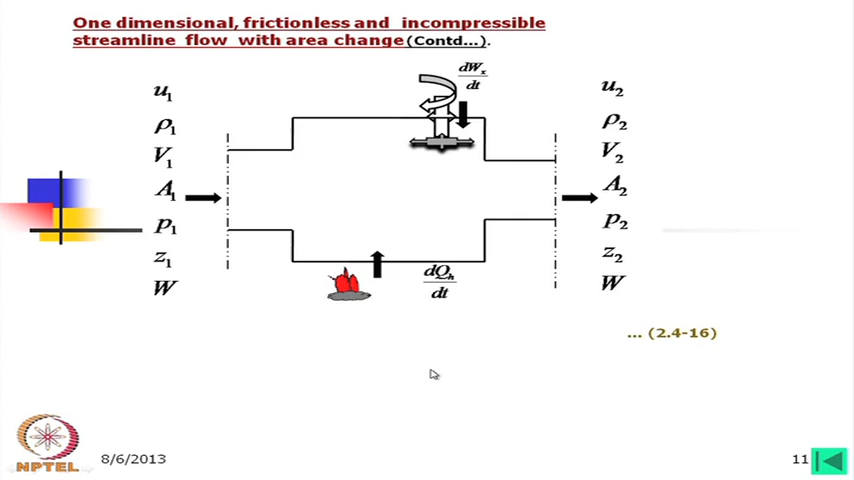 One dimensional, frictionless and incompressible
streamline flow with area change(Contd...).
dWₓ
dt
u₁
ρ₁
V₁
A₁
p₁
z₁
W
u₂
ρ₂
V₂
A₂
p₂
z₂
W
dQₕ
dt
... (2.4-16)
NPTEL
8/6/2013
11